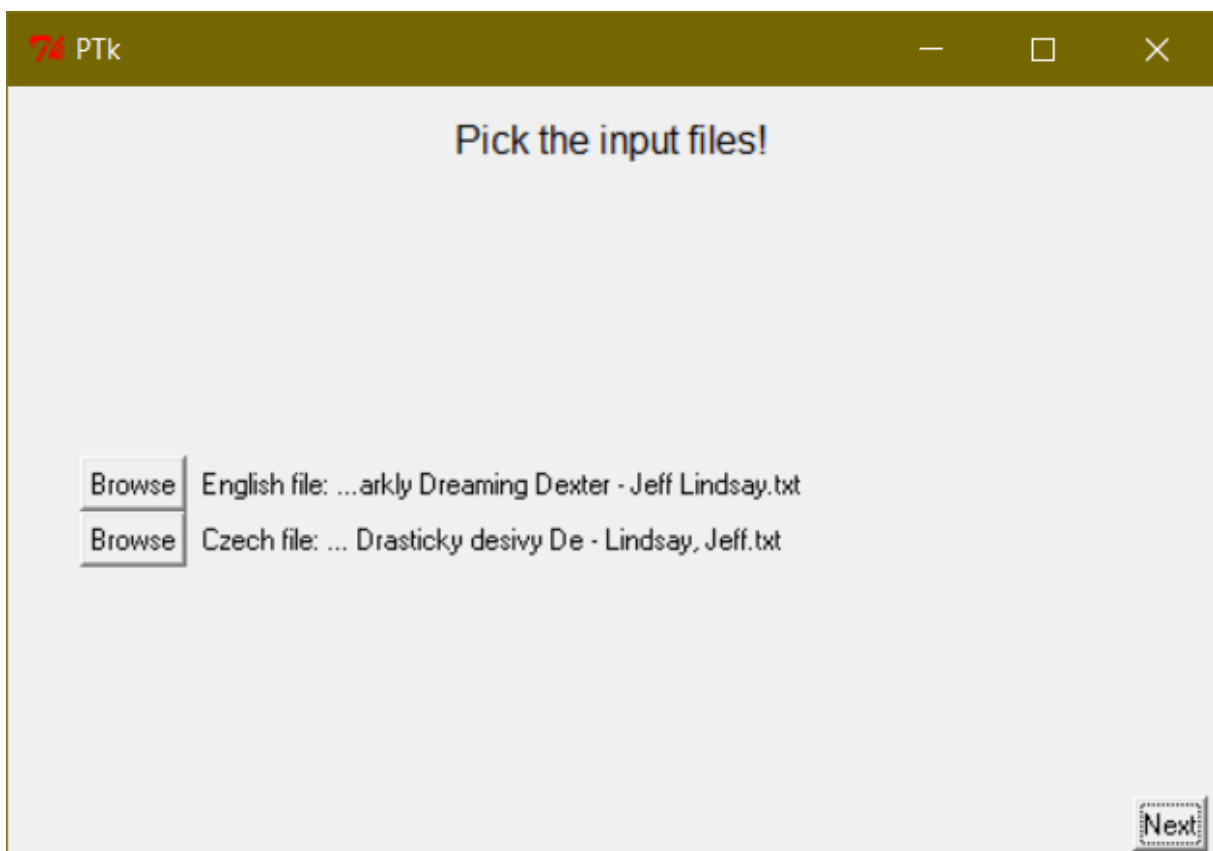 PTk
Pick the input files!
Browse English file: ...arkly Dreaming Dexter - Jeff Lindsay.txt
Browse Czech file: ... Drasticky desivy De - Lindsay, Jeff.txt
Next